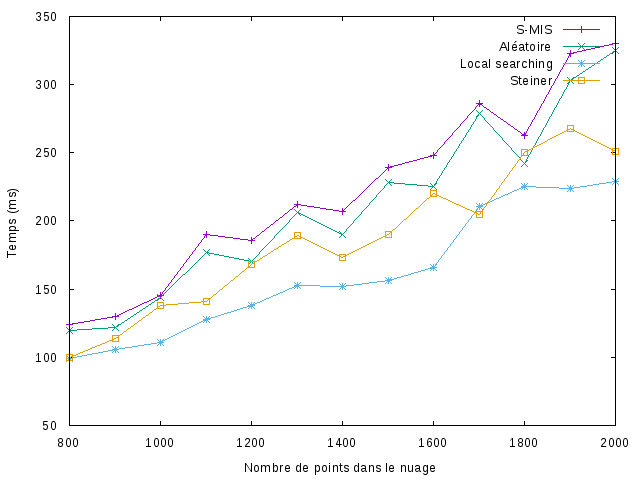 350
300
250
200
150
100
50
Temps (ms)
S-MIS
Aléatoire
Local searching
Steiner
800 1000 1200 1400 1600 1800 2000
Nombre de points dans le nuage